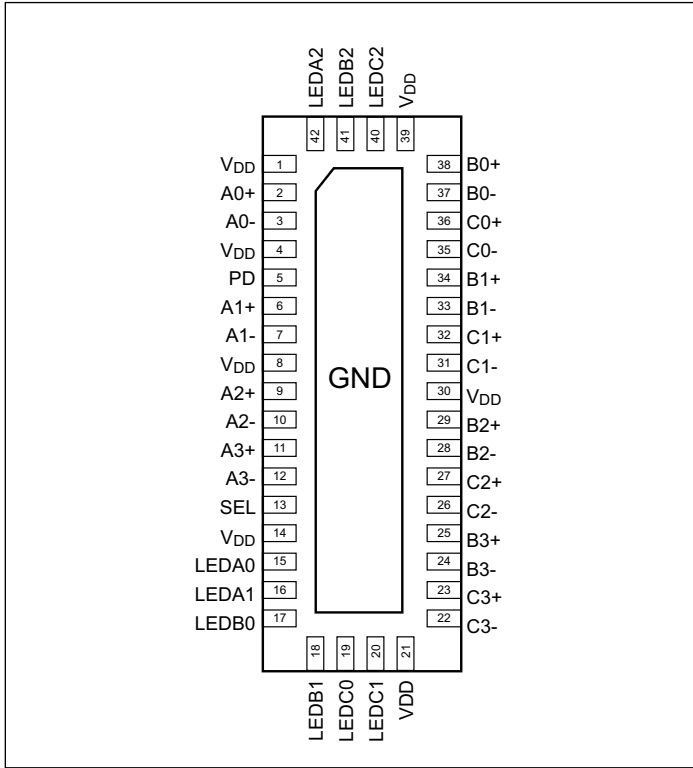 LEDA2 LEDB2 LEDC2 VDD
42 41 40 39
VDD 1 38 B0+
A0+ 2 37 B0-
A0- 3 36 C0+
VDD 4 35 C0-
PD 5 34 B1+
A1+ 6 33 B1-
A1- 7 32 C1+
VDD 8 31 C1-
GND
A2+ 9 30 VDD
A2- 10 29 B2+
A3+ 11 28 B2-
A3- 12 27 C2+
SEL 13 26 C2-
VDD 14 25 B3+
LEDA0 15 24 B3-
LEDA1 16 23 C3+
LEDB0 17 22 C3-
18 19 20 21
LEDB1 LEDC0 LEDC1 VDD